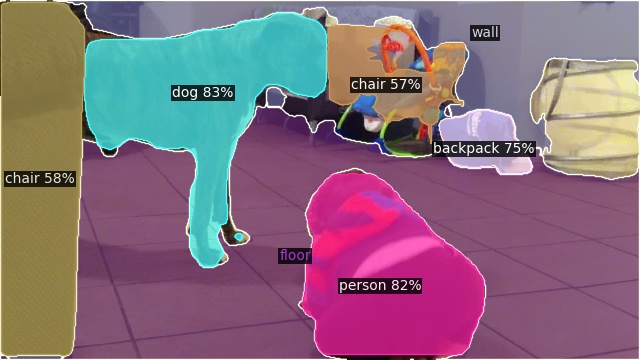 wall
chair 57%
dog 83%
backpack 75%
chair 58%
floor
person 82%